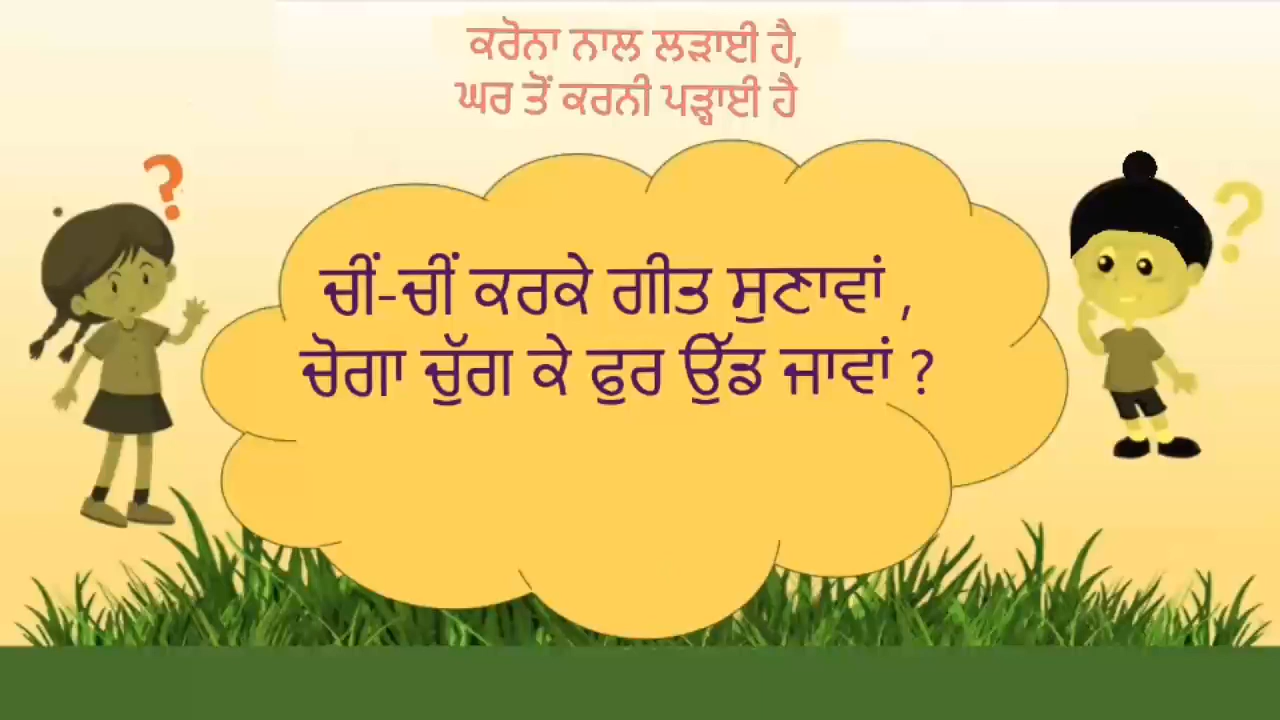 ਕਰੋਨਾ ਨਾਲ ਲੜਾਈ ਹੈ,
ਘਰ ਤੋਂ ਕਰਨੀ ਪੜ੍ਹਾਈ ਹੈ
ਚੀਂ-ਚੀਂ ਕਰਕੇ ਗੀਤ ਸੁਣਾਵਾਂ ,
ਚੋਗਾ ਚੁੱਗ ਕੇ ਫੁਰ ਉੱਡ ਜਾਵਾਂ ?